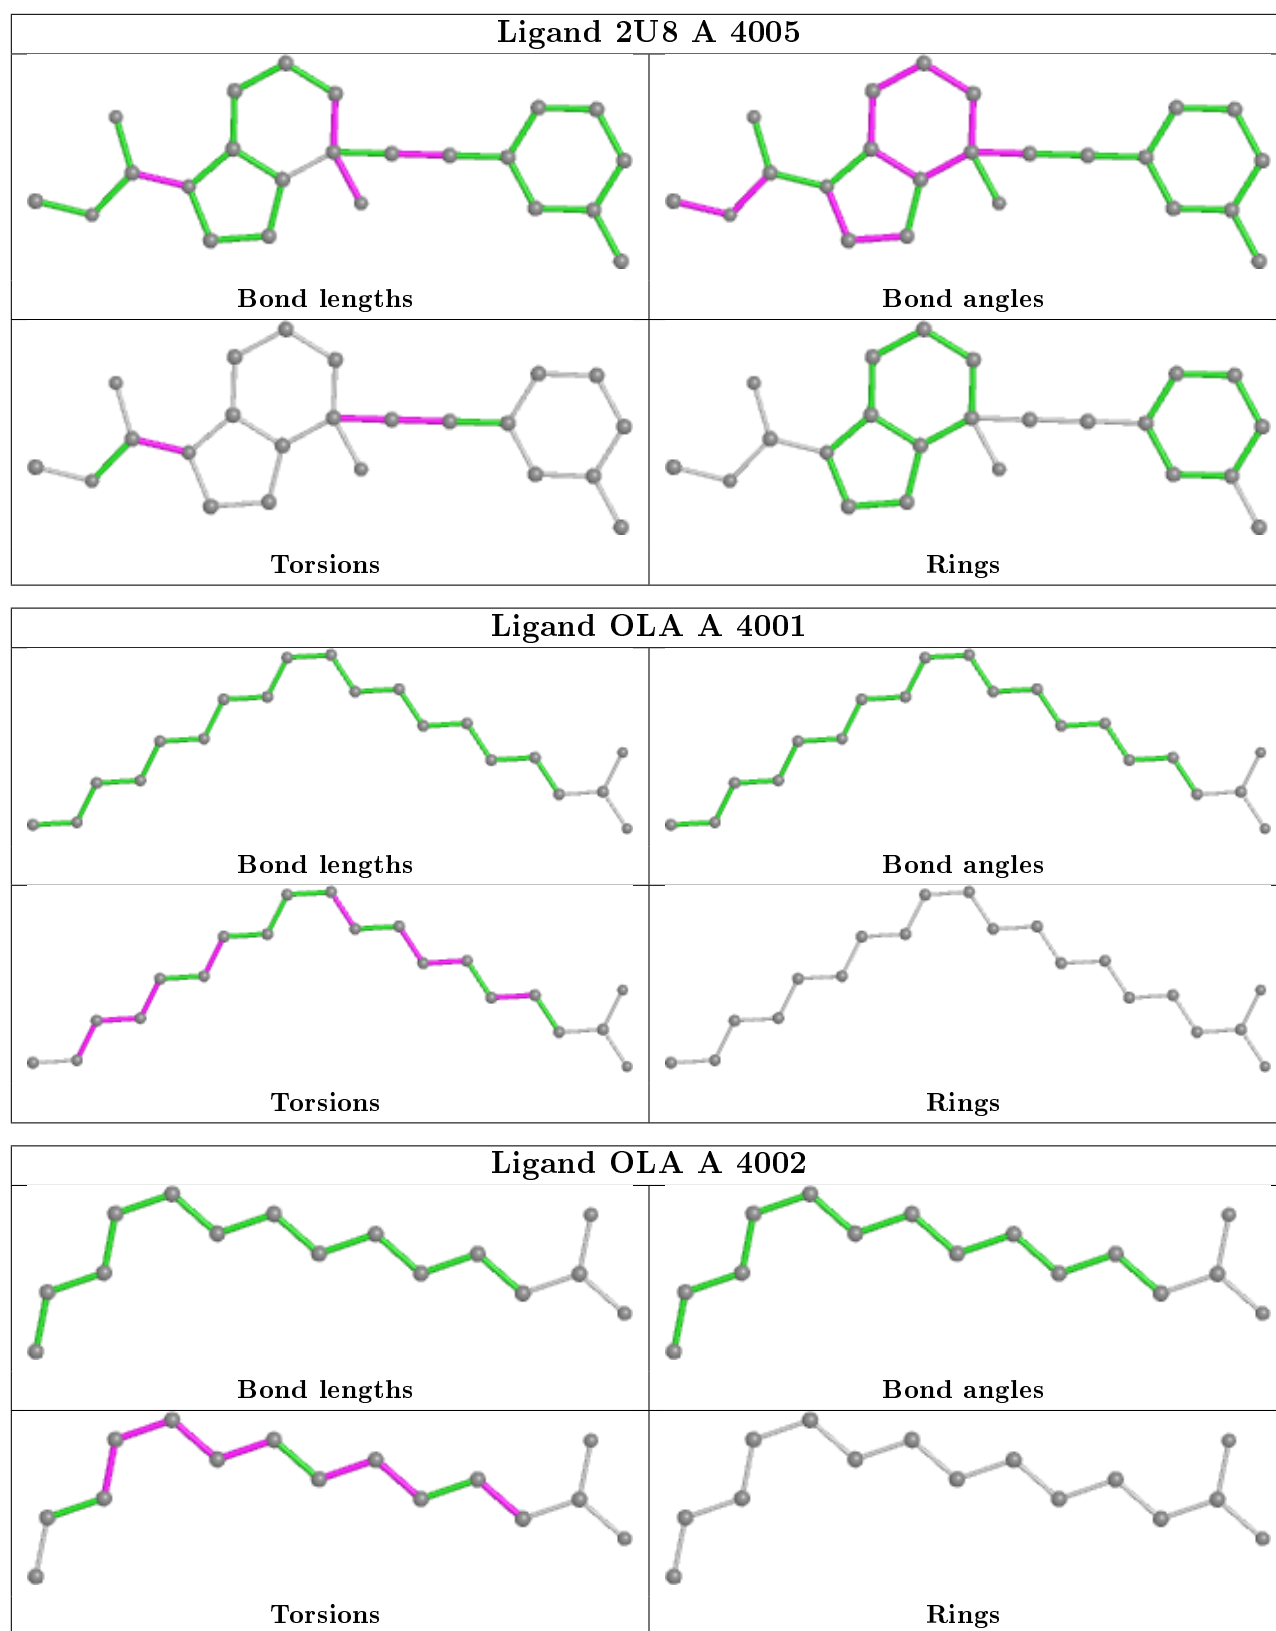 Ligand 2U8 A 4005
Bond lengths
Bond angles
Torsions
Rings
Ligand OLA A 4001
Bond lengths
Bond angles
Torsions
Rings
Ligand OLA A 4002
Bond lengths
Bond angles
Torsions
Rings